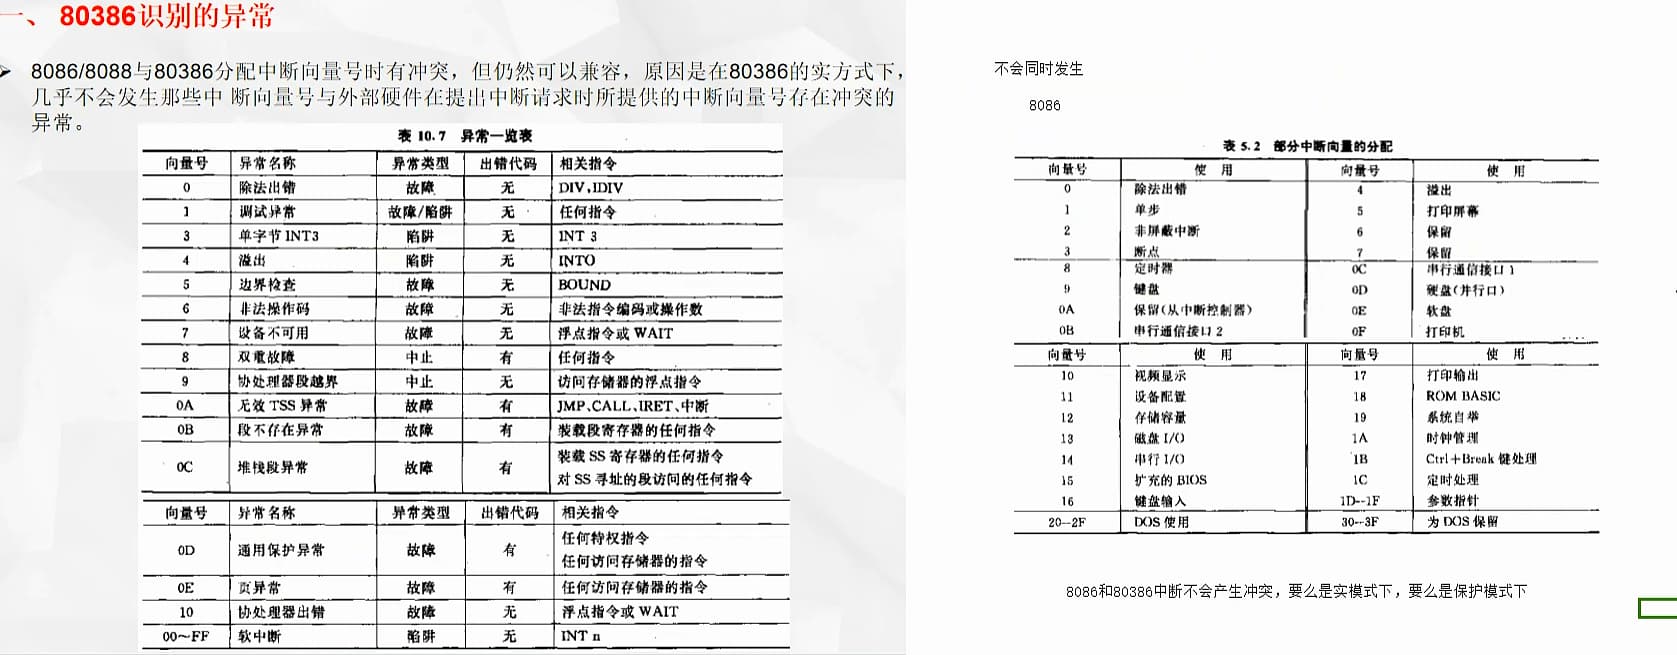 一、 80386识别的异常
8086/8088与80386分配中断向量号时有冲突，但仍然可以兼容，原因是在80386的实方式下，
几乎不会发生那些中 断向量号与外部硬件在提出中断请求时所提供的中断向量号存在冲突的
异常。
表 10.7 异常一览表
向量号 异常名称 异常类型 出错代码 相关指令
0 除法出错 故障 无 DIV,IDIV
1 调试异常 故障/陷阱 无 任何指令
3 单字节 INT3 陷阱 无 INT 3
4 溢出 陷阱 无 INTO
5 边界检查 故障 无 BOUND
6 非法操作码 故障 无 非法指令编码或操作数
7 设备不可用 故障 无 浮点指令或 WAIT
8 双重故障 中止 有 任何指令
9 协处理器段越界 中止 无 访问存储器的浮点指令
0A 无效 TSS 异常 故障 有 JMP、CALL、IRET、中断
0B 段不存在异常 故障 有 装载段寄存器的任何指令
0C 堆栈段异常 故障 有 装载 SS 寄存器的任何指令
对 SS 寻址的段访问的任何指令
向量号 异常名称 异常类型 出错代码 相关指令
0D 通用保护异常 故障 有 任何特权指令
任何访问存储器的指令
0E 页异常 故障 有 任何访问存储器的指令
10 协处理器出错 故障 无 浮点指令或 WAIT
00～FF 软中断 陷阱 无 INT n
不会同时发生
8086
表 5.2 部分中断向量的分配
向量号 使 用 向量号 使 用
0 除法出错 4 溢出
1 单步 5 打印屏幕
2 非屏蔽中断 6 保留
3 断点 7 保留
8 定时器 0C 串行通信接口 1
9 键盘 0D 硬盘(并行口)
0A 保留(从中断控制器) 0E 软盘
0B 串行通信接口 2 0F 打印机
向量号 使 用 向量号 使 用
10 视频显示 17 打印输出
11 设备配置 18 ROM BASIC
12 存储容量 19 系统自举
13 磁盘 I/O 1A 时钟管理
14 串行 I/O 1B Ctrl+Break 键处理
15 扩充的 BIOS 1C 定时处理
16 键盘输入 1D--1F 参数指针
20--2F DOS 使用 30--3F 为 DOS 保留
8086和80386中断不会产生冲突，要么是实模式下，要么是保护模式下